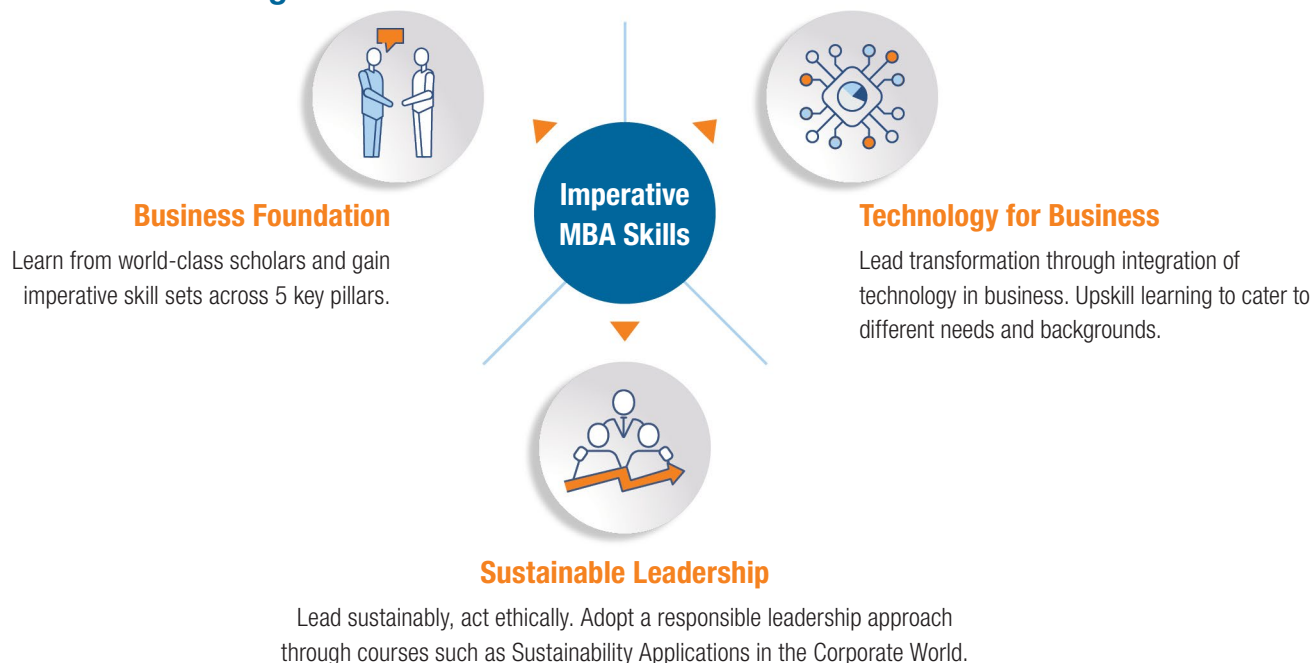 Imperative
MBA Skills
Business Foundation
Learn from world-class scholars and gain
imperative skill sets across 5 key pillars.
Technology for Business
Lead transformation through integration of
technology in business. Upskill learning to cater to
different needs and backgrounds.
Sustainable Leadership
Lead sustainably, act ethically. Adopt a responsible leadership approach
through courses such as Sustainability Applications in the Corporate World.